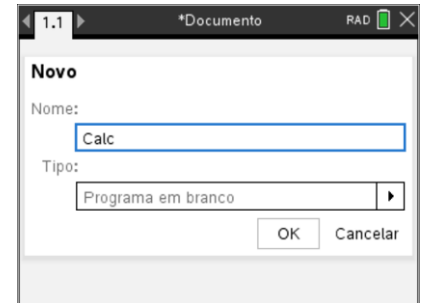 1.1 *Documento RAD
Novo
Nome:
Calc
Tipo:
Programa em branco
OK Cancelar